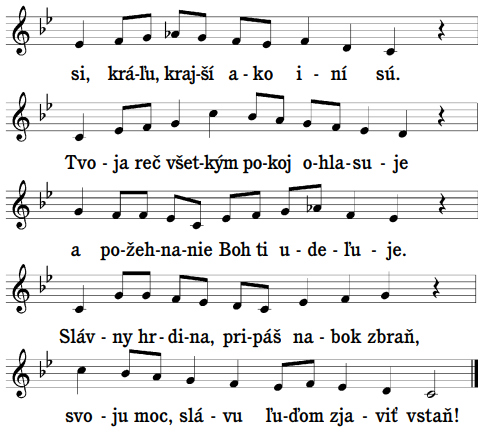 si, krá-ľu, kraj-ší a - ko i - ní sú.
Tvo - ja reč všet-kým po-koj o-hla-su - je
a po-žeh-na-nie Boh ti u - de - ľu - je.
Sláv - ny hr-di-na, pri-páš na - bok zbraň,
svo - ju moc, slá - vu ľu-ďom zja - viť vstaň!